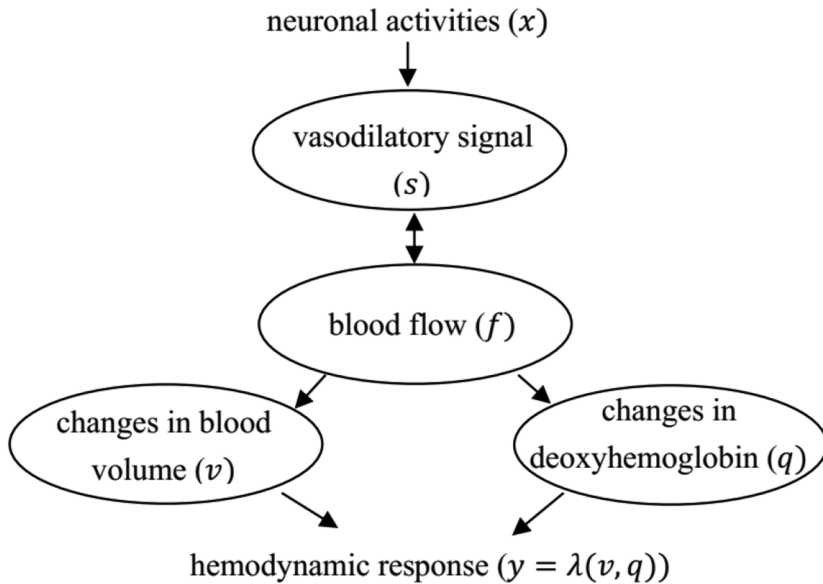 neuronal activities (x)
vasodilatory signal
(s)
blood flow (f)
changes in blood
volume (v)
changes in
deoxyhemoglobin (q)
hemodynamic response (y = λ(v, q))